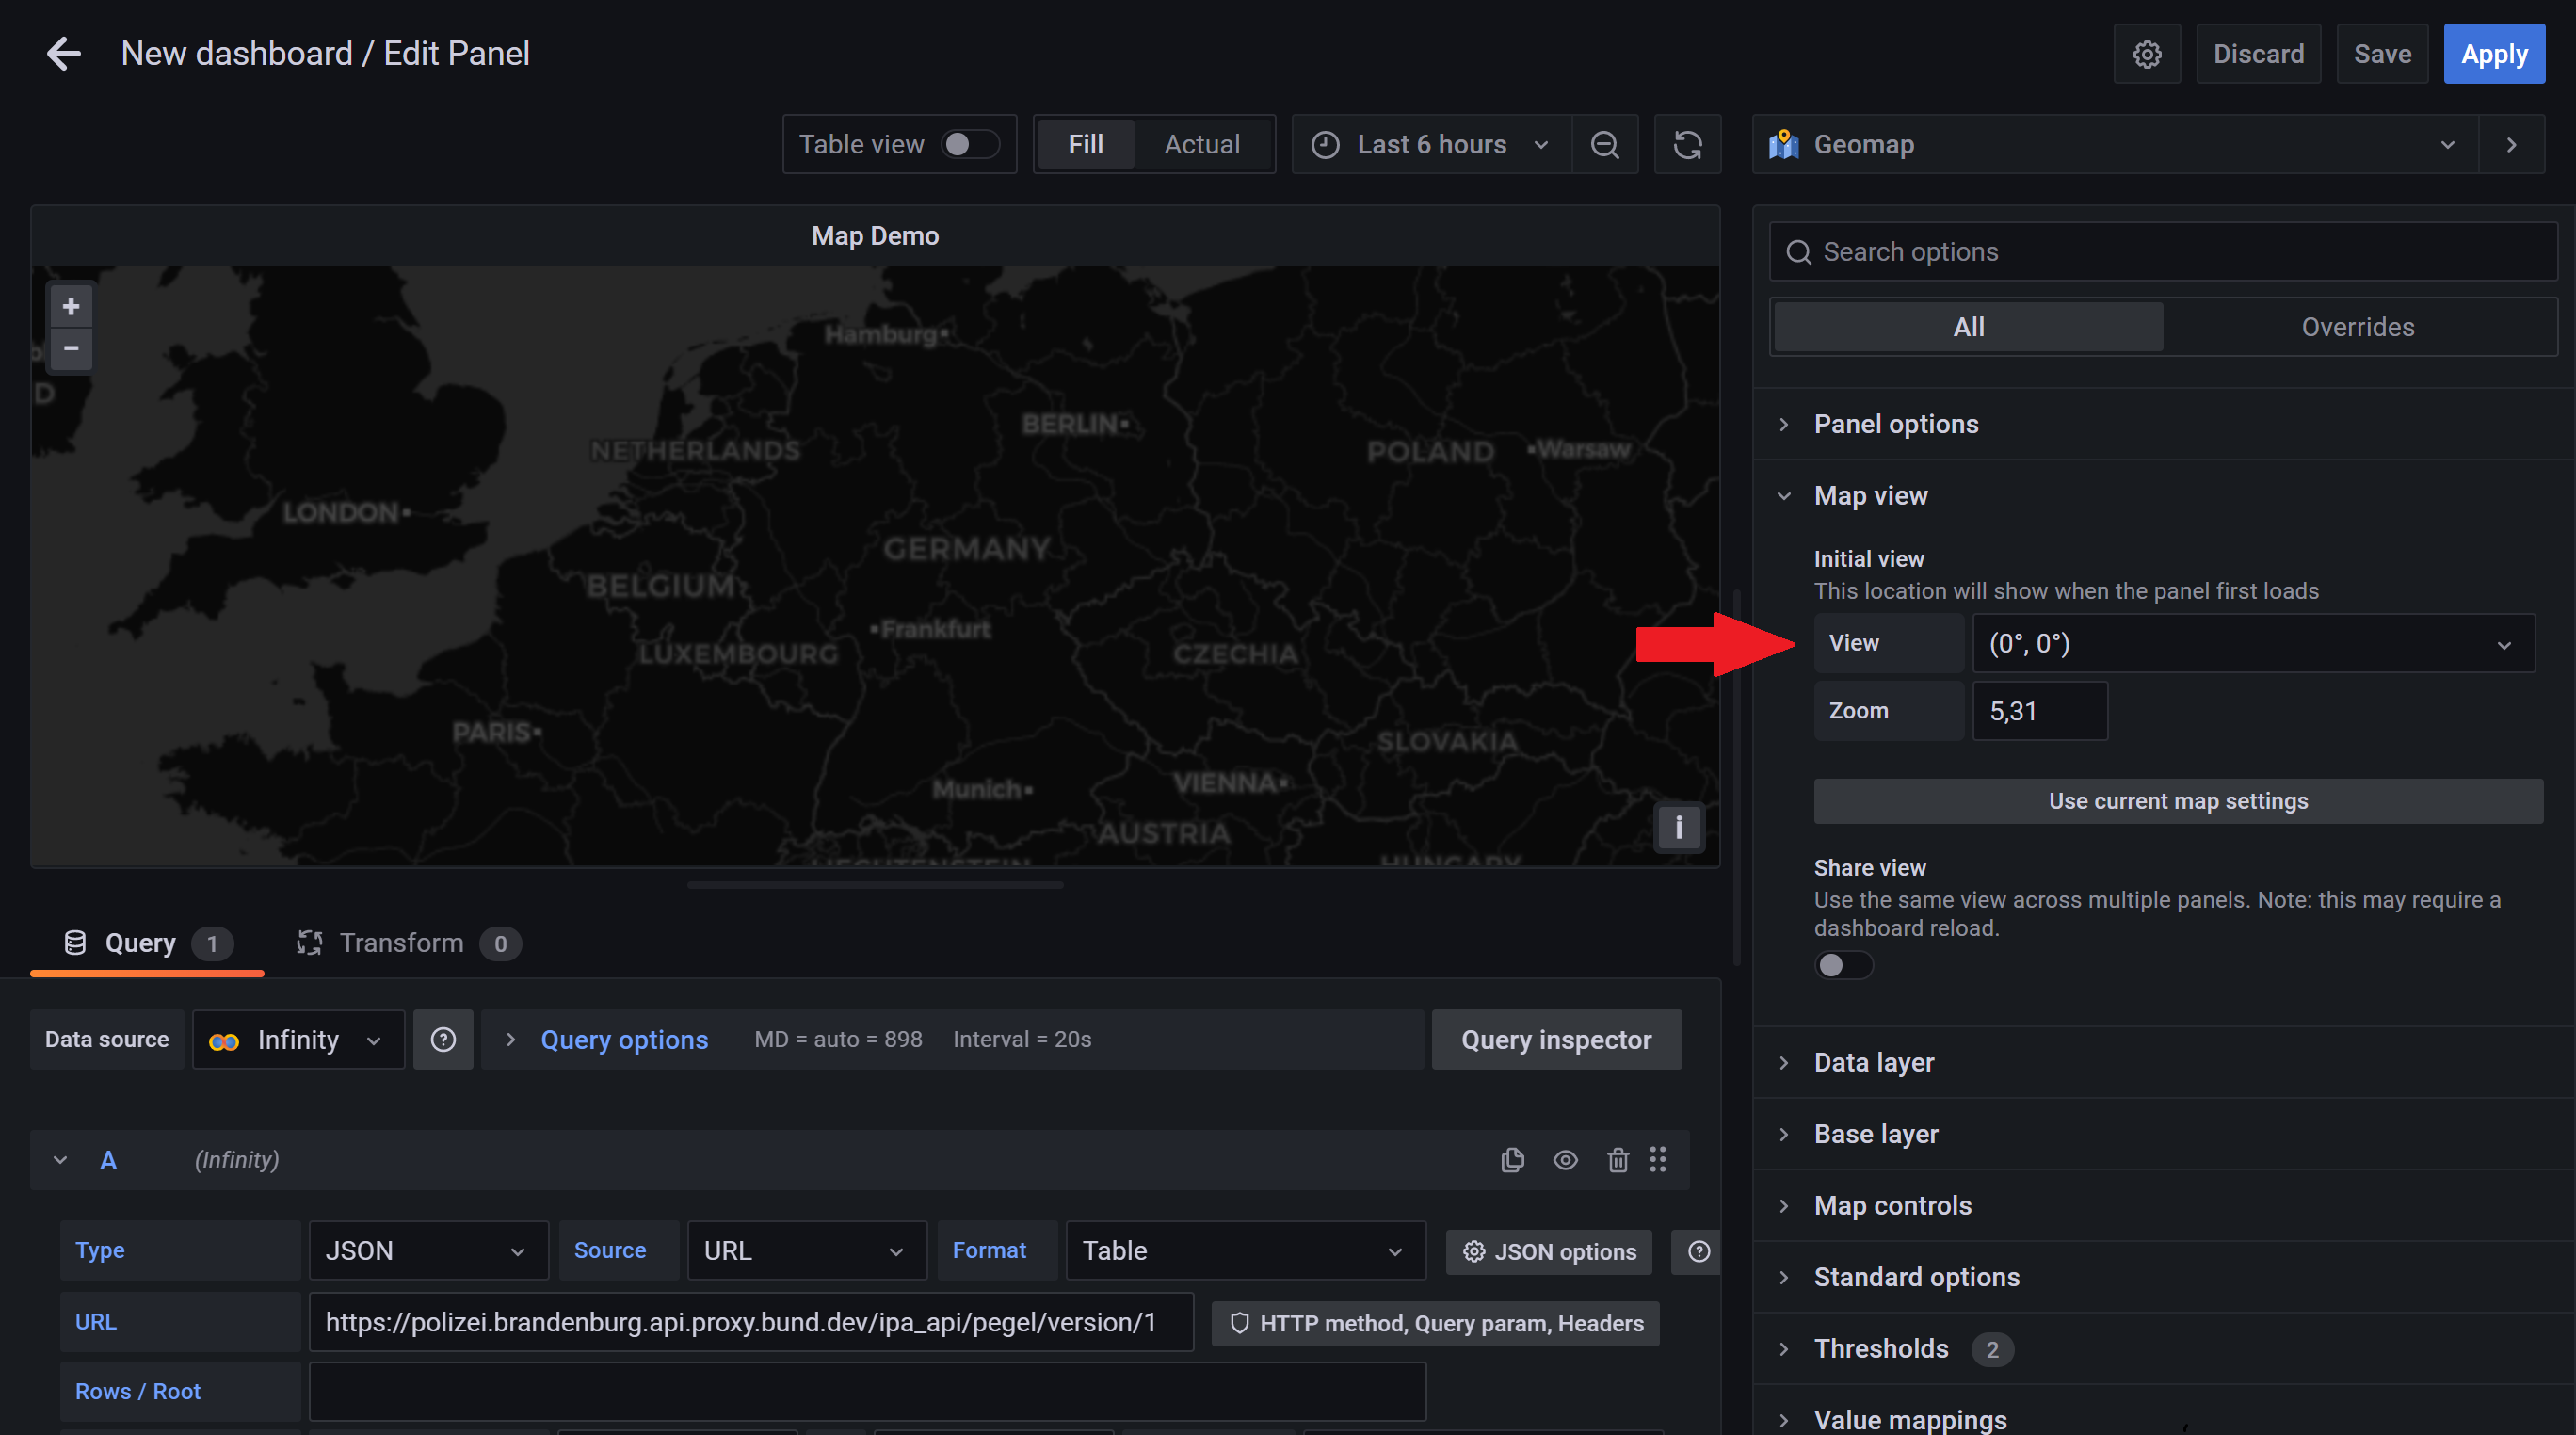 New dashboard / Edit Panel
Discard
Save
Apply
Table view
Fill
Actual
Last 6 hours
Geomap
Map Demo
Search options
All
Overrides
+
−
D
Hamburg
BERLIN
NETHERLANDS
POLAND
Warsaw
LONDON
GERMANY
BELGIUM
Frankfurt
LUXEMBOURG
CZECHIA
PARIS
SLOVAKIA
Munich
VIENNA
AUSTRIA
LIECHTENSTEIN
HUNGARY
i
Panel options
Map view
Initial view
This location will show when the panel first loads
View
(0°, 0°)
Zoom
5,31
Use current map settings
Share view
Use the same view across multiple panels. Note: this may require a
dashboard reload.
Query 1
Transform 0
Data source
Infinity
Query options
MD = auto = 898
Interval = 20s
Query inspector
A
(Infinity)
Type
JSON
Source
URL
Format
Table
JSON options
URL
https://polizei.brandenburg.api.proxy.bund.dev/ipa_api/pegel/version/1
HTTP method, Query param, Headers
Rows / Root
Data layer
Base layer
Map controls
Standard options
Thresholds 2
Value mappings